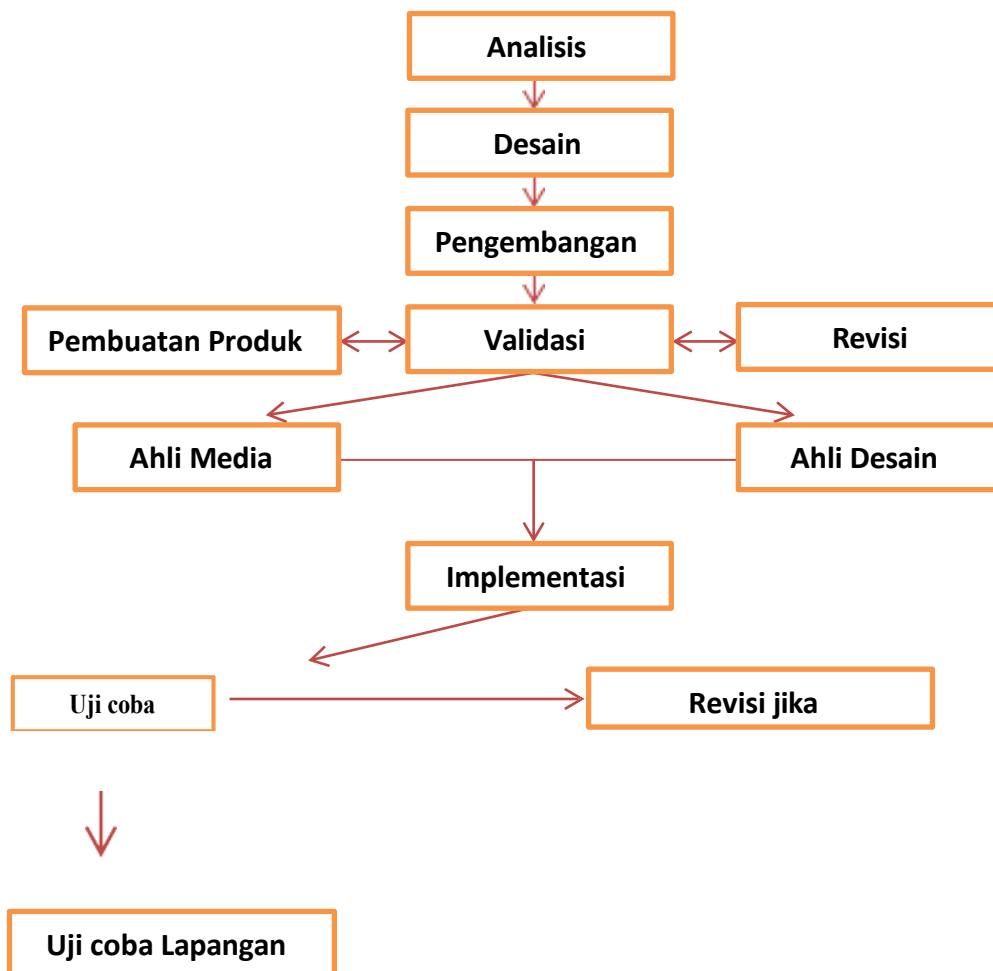 Analisis
Desain
Pengembangan
Pembuatan Produk
Validasi
Revisi
Ahli Media
Ahli Desain
Implementasi
Uji coba
Revisi jika
Uji coba Lapangan